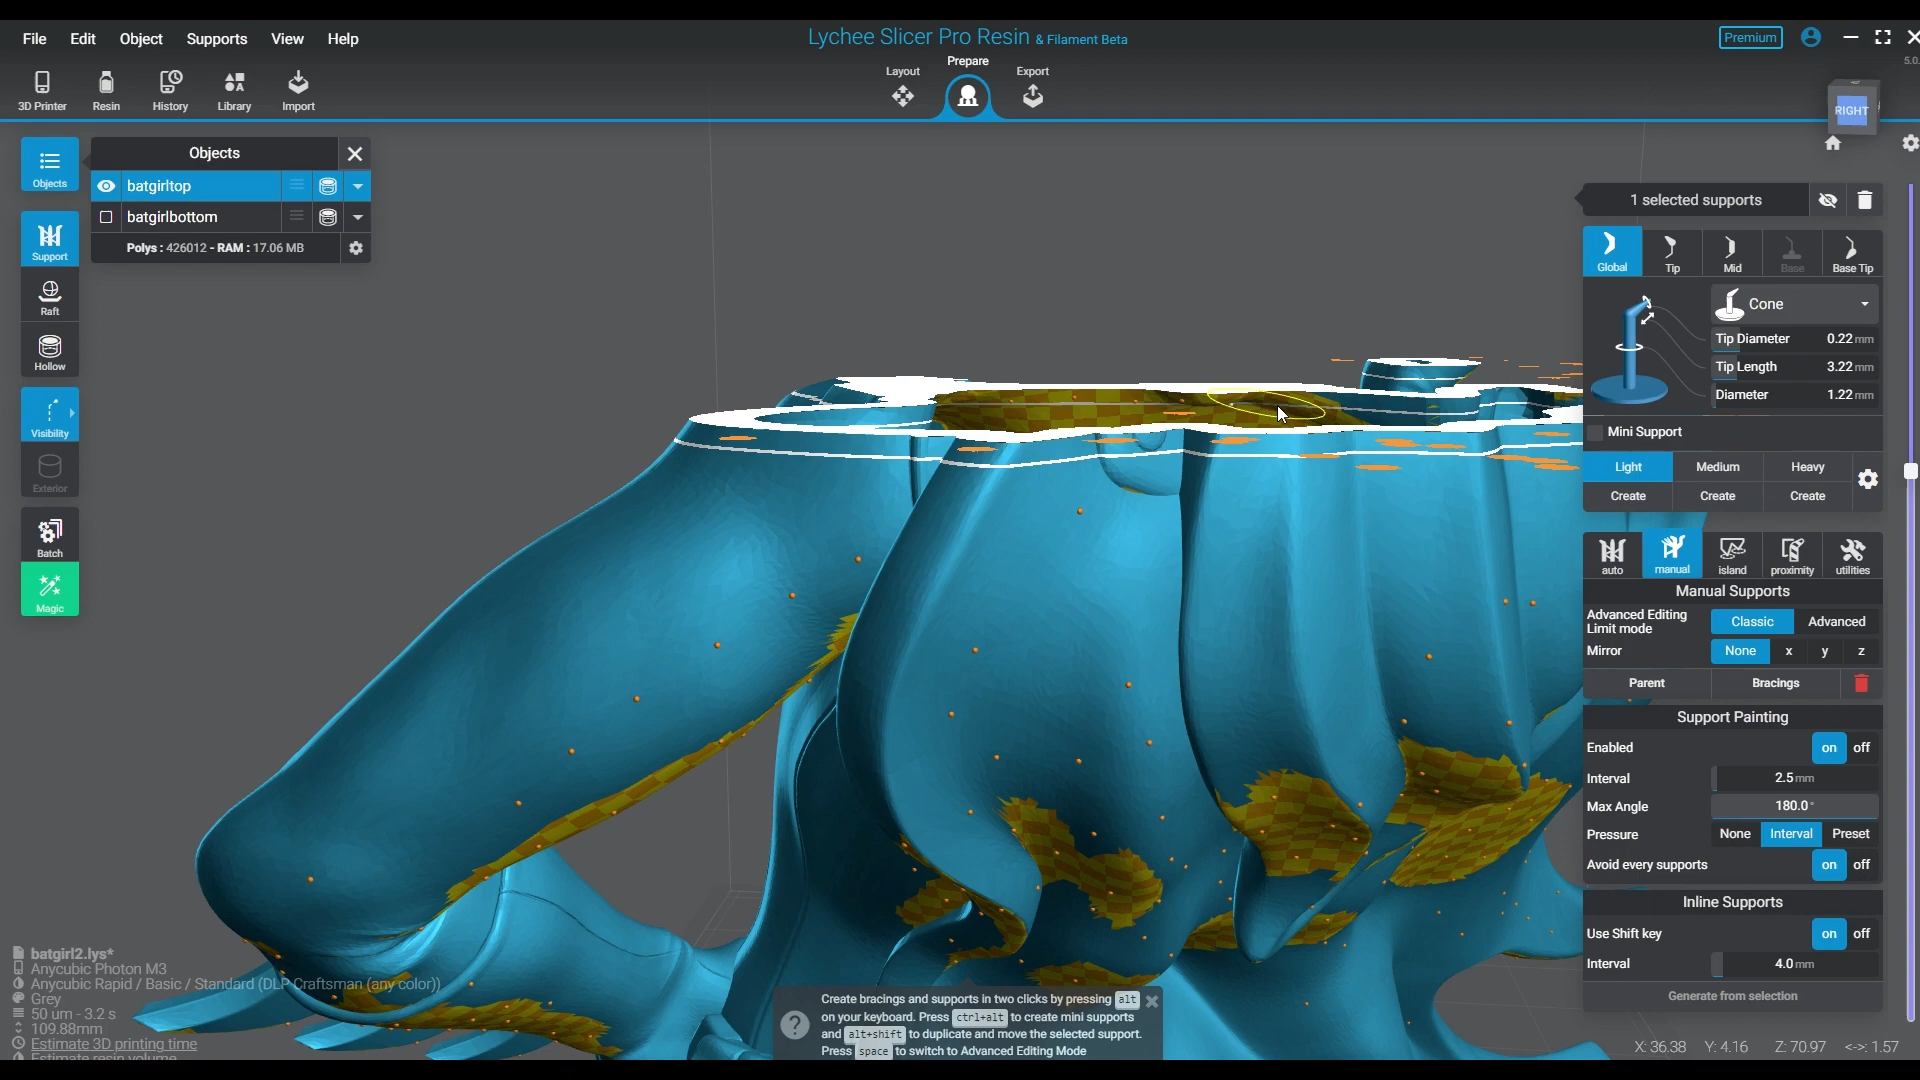 File Edit Object Supports View Help
Lychee Slicer Pro Resin & Filament Beta
Premium
5.0.
3D Printer Resin History Library Import
Layout Prepare Export
RIGHT
Objects
Objects
batgirltop
batgirlbottom
Polys : 426012 - RAM : 17.06 MB
Support
Raft
Hollow
Visibility
Exterior
Batch
Magic
1 selected supports
Global Tip Mid Base Base Tip
Cone
Tip Diameter 0.22 mm
Tip Length 3.22 mm
Diameter 1.22 mm
Mini Support
Light Medium Heavy
Create Create Create
auto manual island proximity utilities
Manual Supports
Advanced Editing
Limit mode
Classic Advanced
Mirror None x y z
Parent Bracings
Support Painting
Enabled on off
Interval 2.5 mm
Max Angle 180.0 °
Pressure None Interval Preset
Avoid every supports on off
Inline Supports
Use Shift key on off
Interval 4.0 mm
Generate from selection
batgirl2.lys*
Anycubic Photon M3
Anycubic Rapid / Basic / Standard (DLP Craftsman (any color))
Grey
50 um - 3.2 s
109.88mm
Estimate 3D printing time
Estimate resin volume
Create bracings and supports in two clicks by pressing alt
on your keyboard. Press ctrl+alt to create mini supports
and alt+shift to duplicate and move the selected support.
Press space to switch to Advanced Editing Mode
X: 36.38 Y: 4.16 Z: 70.97 <->: 1.57